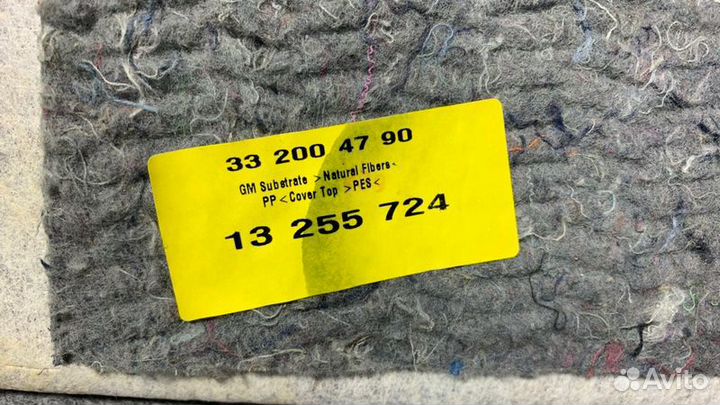 33 200 47 90
GM Substrate >Natural Fibers<
PP <Cover Top >PES<
13 255 724
Avito